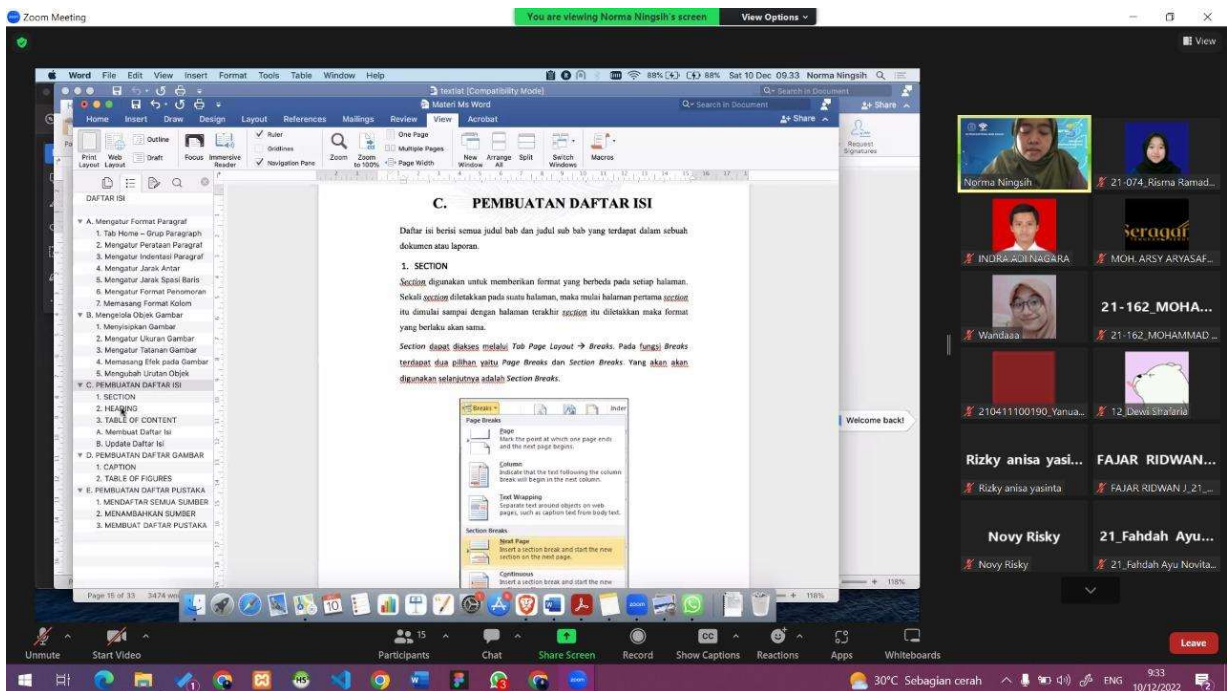 Zoom Meeting
You are viewing Norma Ningsih's screen
View Options
View
Word File Edit View Insert Format Tools Table Window Help
88% 88% Sat 10 Dec 09.33 Norma Ningsih
textlat [Compatibility Mode]
Search in Document
Materi Ms Word
Search in Document
Share
Home Insert Draw Design Layout References Mailings Review View Acrobat
Share
Print Layout
Web Layout
Outline
Draft
Focus
Immersive Reader
Ruler
Gridlines
Navigation Pane
Zoom
Zoom to 100%
One Page
Multiple Pages
Page Width
New Window
Arrange All
Split
Switch Windows
Macros
Request Signatures
DAFTAR ISI
A. Mengatur Format Paragraf
1. Tab Home – Grup Paragraph
2. Mengatur Perataan Paragraf
3. Mengatur Indentasi Paragraf
4. Mengatur Jarak Antar
5. Mengatur Jarak Spasi Baris
6. Mengatur Format Penomoran
7. Memasang Format Kolom
B. Mengelola Objek Gambar
1. Menyisipkan Gambar
2. Mengatur Ukuran Gambar
3. Mengatur Tatanan Gambar
4. Memasang Efek pada Gambar
5. Mengubah Urutan Objek
C. PEMBUATAN DAFTAR ISI
1. SECTION
2. HEADING
3. TABLE OF CONTENT
A. Membuat Daftar Isi
B. Update Daftar Isi
D. PEMBUATAN DAFTAR GAMBAR
1. CAPTION
2. TABLE OF FIGURES
E. PEMBUATAN DAFTAR PUSTAKA
1. MENDAFTAR SEMUA SUMBER
2. MENAMBAHKAN SUMBER
3. MEMBUAT DAFTAR PUSTAKA
C. PEMBUATAN DAFTAR ISI
Daftar isi berisi semua judul bab dan judul sub bab yang terdapat dalam sebuah
dokumen atau laporan.
1. SECTION
Section digunakan untuk memberikan format yang berbeda pada setiap halaman.
Sekali section diletakkan pada suatu halaman, maka mulai halaman pertama section
itu dimulai sampai dengan halaman terakhir section itu diletakkan maka format
yang berlaku akan sama.
Section dapat diakses melalui Tab Page Layout → Breaks. Pada fungsi Breaks
terdapat dua pilihan yaitu Page Breaks dan Section Breaks. Yang akan akan
digunakan selanjutnya adalah Section Breaks.
Breaks
Inder
Page Breaks
Page
Mark the point at which one page ends
and the next page begins.
Column
Indicate that the text following the column
break will begin in the next column.
Text Wrapping
Separate text around objects on web
pages, such as caption text from body text.
Section Breaks
Next Page
Insert a section break and start the new
section on the next page.
Continuous
Insert a section break and start the new
Welcome back!
118%
Page 15 of 33 3474
118%
Norma Ningsih
21-074_Risma Ramad...
INDRA ADI NAGARA
Seragar
MOH. ARSY ARYASAF...
Wandaaa
21-162_MOHA...
21-162_MOHAMMAD ...
210411100190_Yanua...
12_Dewi Shafaria
Rizky anisa yasi...
Rizky anisa yasinta
FAJAR RIDWAN...
FAJAR RIDWAN J_21_...
Novy Risky
Novy Risky
21_Fahdah Ayu...
21_Fahdah Ayu Novita...
Unmute
Start Video
15
Participants
Chat
Share Screen
Record
CC
Show Captions
Reactions
Apps
Whiteboards
Leave
30°C Sebagian cerah
ENG
9:33
10/12/2022